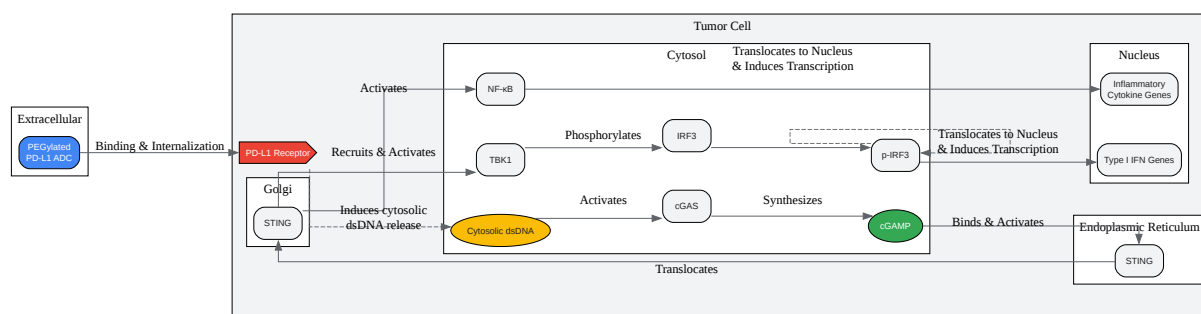 Tumor Cell
Cytosol
Translocates to Nucleus
& Induces Transcription
Nucleus
Activates
NF-κB
Inflammatory
Cytokine Genes
Extracellular
PEGylated
PD-L1 ADC
Binding & Internalization
PD-L1 Receptor
Recruits & Activates
TBK1
Phosphorylates
IRF3
p-IRF3
Translocates to Nucleus
& Induces Transcription
Type I IFN Genes
Golgi
STING
Induces cytosolic
dsDNA release
Cytosolic dsDNA
Activates
cGAS
Synthesizes
cGAMP
Binds & Activates
Endoplasmic Reticulum
STING
Translocates